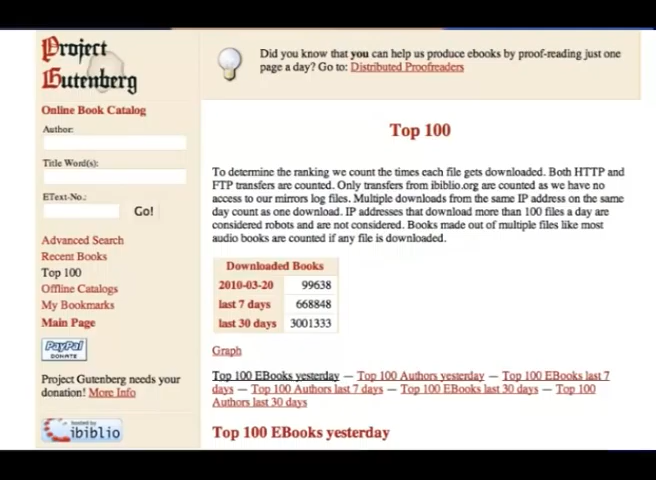 Project
Gutenberg
Online Book Catalog
Author:
Title Word(s):
EText-No.:
Go!
Advanced Search
Recent Books
Top 100
Offline Catalogs
My Bookmarks
Main Page
PayPal
DONATE
Project Gutenberg needs your
donation! More Info
hosted by
ibiblio
Did you know that you can help us produce ebooks by proof-reading just one
page a day? Go to: Distributed Proofreaders
Top 100
To determine the ranking we count the times each file gets downloaded. Both HTTP and
FTP transfers are counted. Only transfers from ibiblio.org are counted as we have no
access to our mirrors log files. Multiple downloads from the same IP address on the same
day count as one download. IP addresses that download more than 100 files a day are
considered robots and are not considered. Books made out of multiple files like most
audio books are counted if any file is downloaded.
Downloaded Books
2010-03-20 99638
last 7 days 668848
last 30 days 3001333
Graph
Top 100 EBooks yesterday — Top 100 Authors yesterday — Top 100 EBooks last 7
days — Top 100 Authors last 7 days — Top 100 EBooks last 30 days — Top 100
Authors last 30 days
Top 100 EBooks yesterday